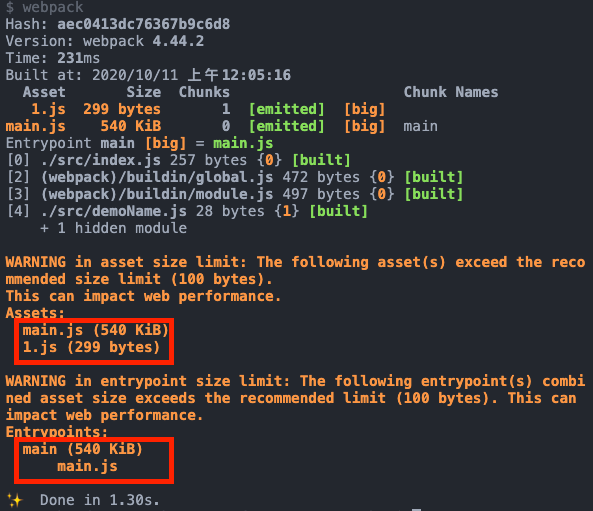 $ webpack
Hash: aec0413dc76367b9c6d8
Version: webpack 4.44.2
Time: 231ms
Built at: 2020/10/11 上午12:05:16
Asset Size Chunks Chunk Names
1.js 299 bytes 1 [emitted] [big]
main.js 540 KiB 0 [emitted] [big] main
Entrypoint main [big] = main.js
[0] ./src/index.js 257 bytes {0} [built]
[2] (webpack)/buildin/global.js 472 bytes {0} [built]
[3] (webpack)/buildin/module.js 497 bytes {0} [built]
[4] ./src/demoName.js 28 bytes {1} [built]
+ 1 hidden module
WARNING in asset size limit: The following asset(s) exceed the reco
mmended size limit (100 bytes).
This can impact web performance.
Assets:
main.js (540 KiB)
1.js (299 bytes)
WARNING in entrypoint size limit: The following entrypoint(s) combi
ned asset size exceeds the recommended limit (100 bytes). This can
impact web performance.
Entrypoints:
main (540 KiB)
main.js
✨ Done in 1.30s.